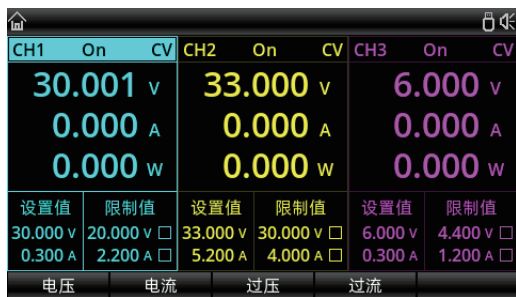 CH1 On CV CH2 On CV CH3 On CV
30.001 V 33.000 V 6.000 V
0.000 A 0.000 A 0.000 A
0.000 W 0.000 W 0.000 W
设置值 限制值 设置值 限制值 设置值 限制值
30.000 V 20.000 V 33.000 V 30.000 V 6.000 V 4.400 V
0.300 A 2.200 A 5.200 A 4.000 A 0.300 A 1.200 A
电压 电流 过压 过流